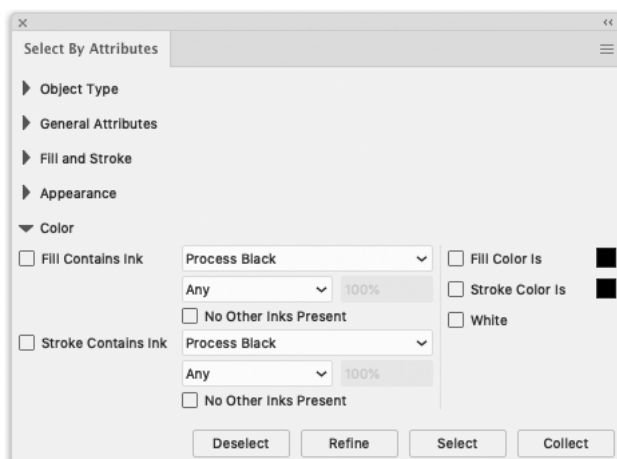 Select By Attributes
Object Type
General Attributes
Fill and Stroke
Appearance
Color
Fill Contains Ink Process Black Fill Color Is
Any 100% Stroke Color Is
No Other Inks Present White
Stroke Contains Ink Process Black
Any 100%
No Other Inks Present
Deselect Refine Select Collect